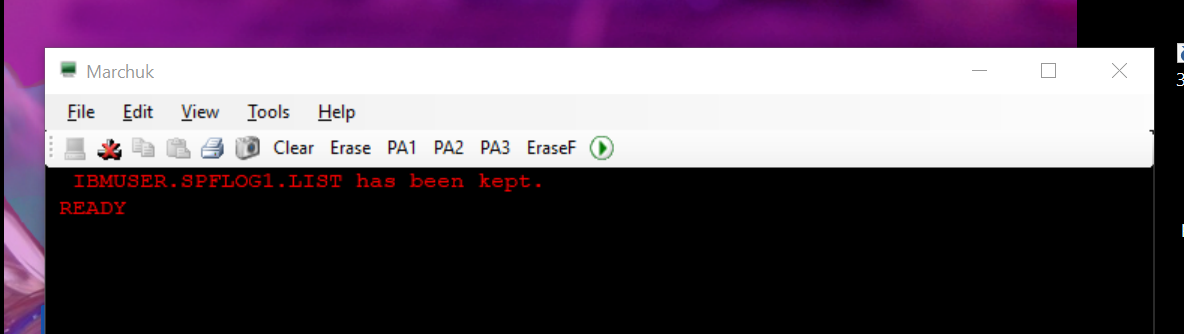 Marchuk
File Edit View Tools Help
Clear Erase PA1 PA2 PA3 EraseF
IBMUSER.SPFLOG1.LIST has been kept.
READY
3